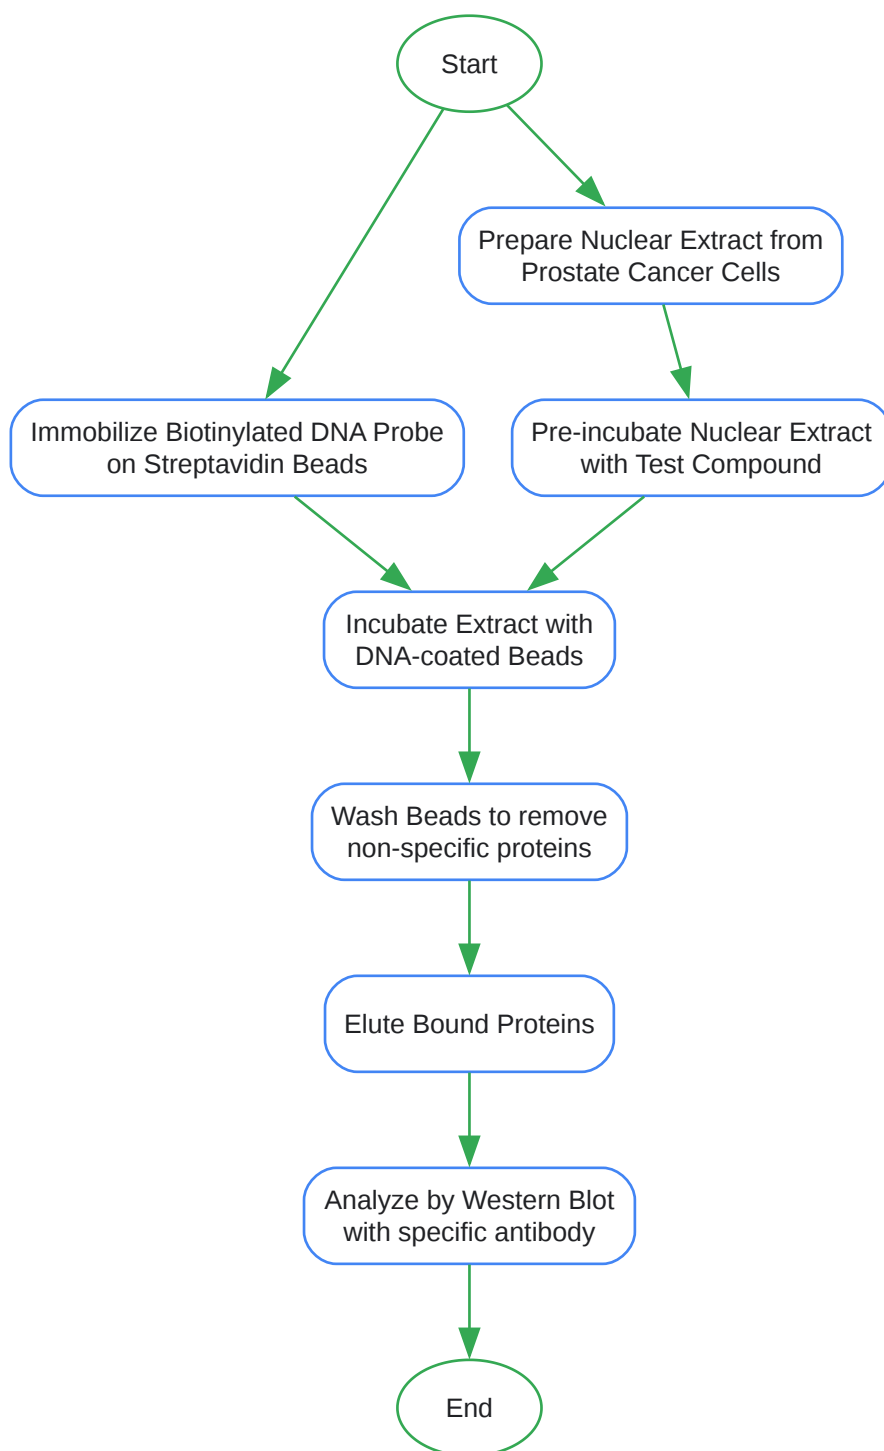 Start
Prepare Nuclear Extract from
Prostate Cancer Cells
Immobilize Biotinylated DNA Probe
on Streptavidin Beads
Pre-incubate Nuclear Extract
with Test Compound
Incubate Extract with
DNA-coated Beads
Wash Beads to remove
non-specific proteins
Elute Bound Proteins
Analyze by Western Blot
with specific antibody
End